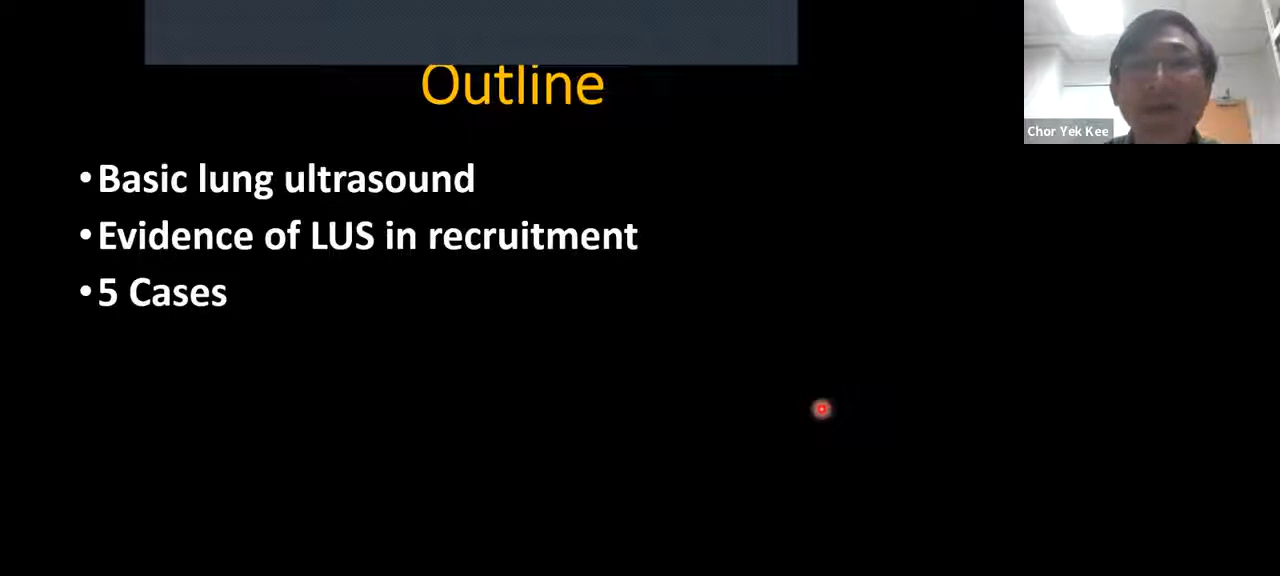 Outline
Chor Yek Kee
• Basic lung ultrasound
• Evidence of LUS in recruitment
• 5 Cases